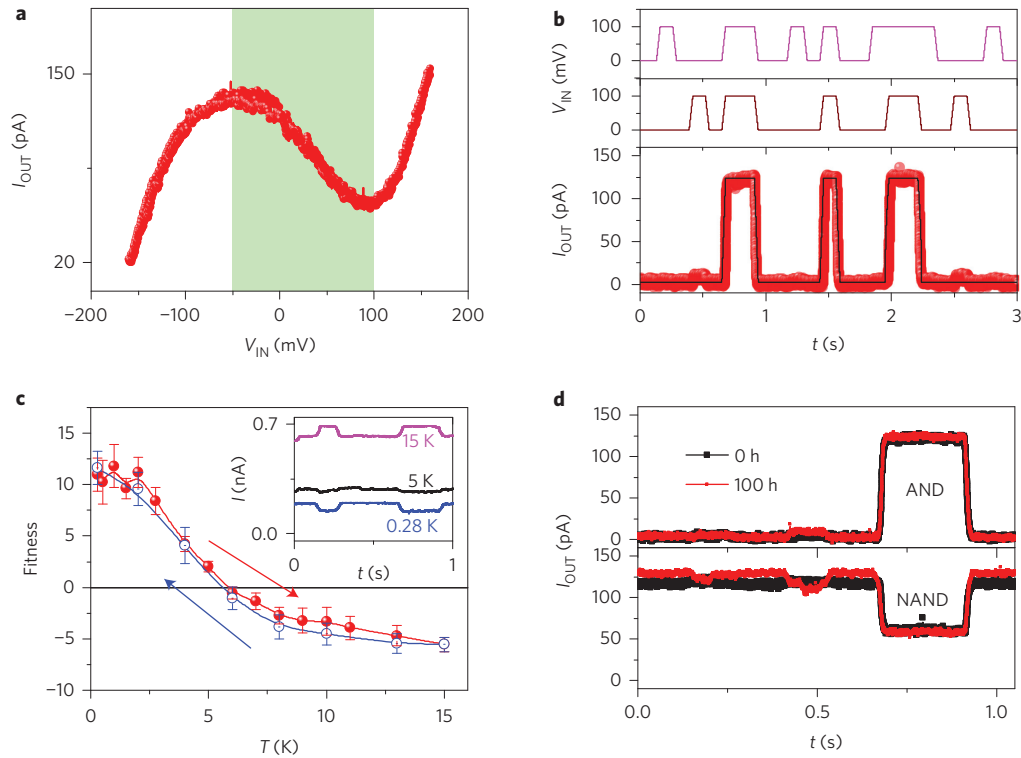 a
150
20
I_OUT (pA)
−200
−100
0
100
200
V_IN (mV)
b
100
0
100
0
V_IN (mV)
150
100
50
0
I_OUT (pA)
0
1
2
3
t (s)
c
15
10
5
0
−5
−10
Fitness
0
5
10
15
T (K)
0.7
0.0
I (nA)
15 K
5 K
0.28 K
0
1
t (s)
d
150
100
50
0
150
100
50
0
I_OUT (pA)
0 h
100 h
AND
NAND
0.0
0.5
1.0
t (s)